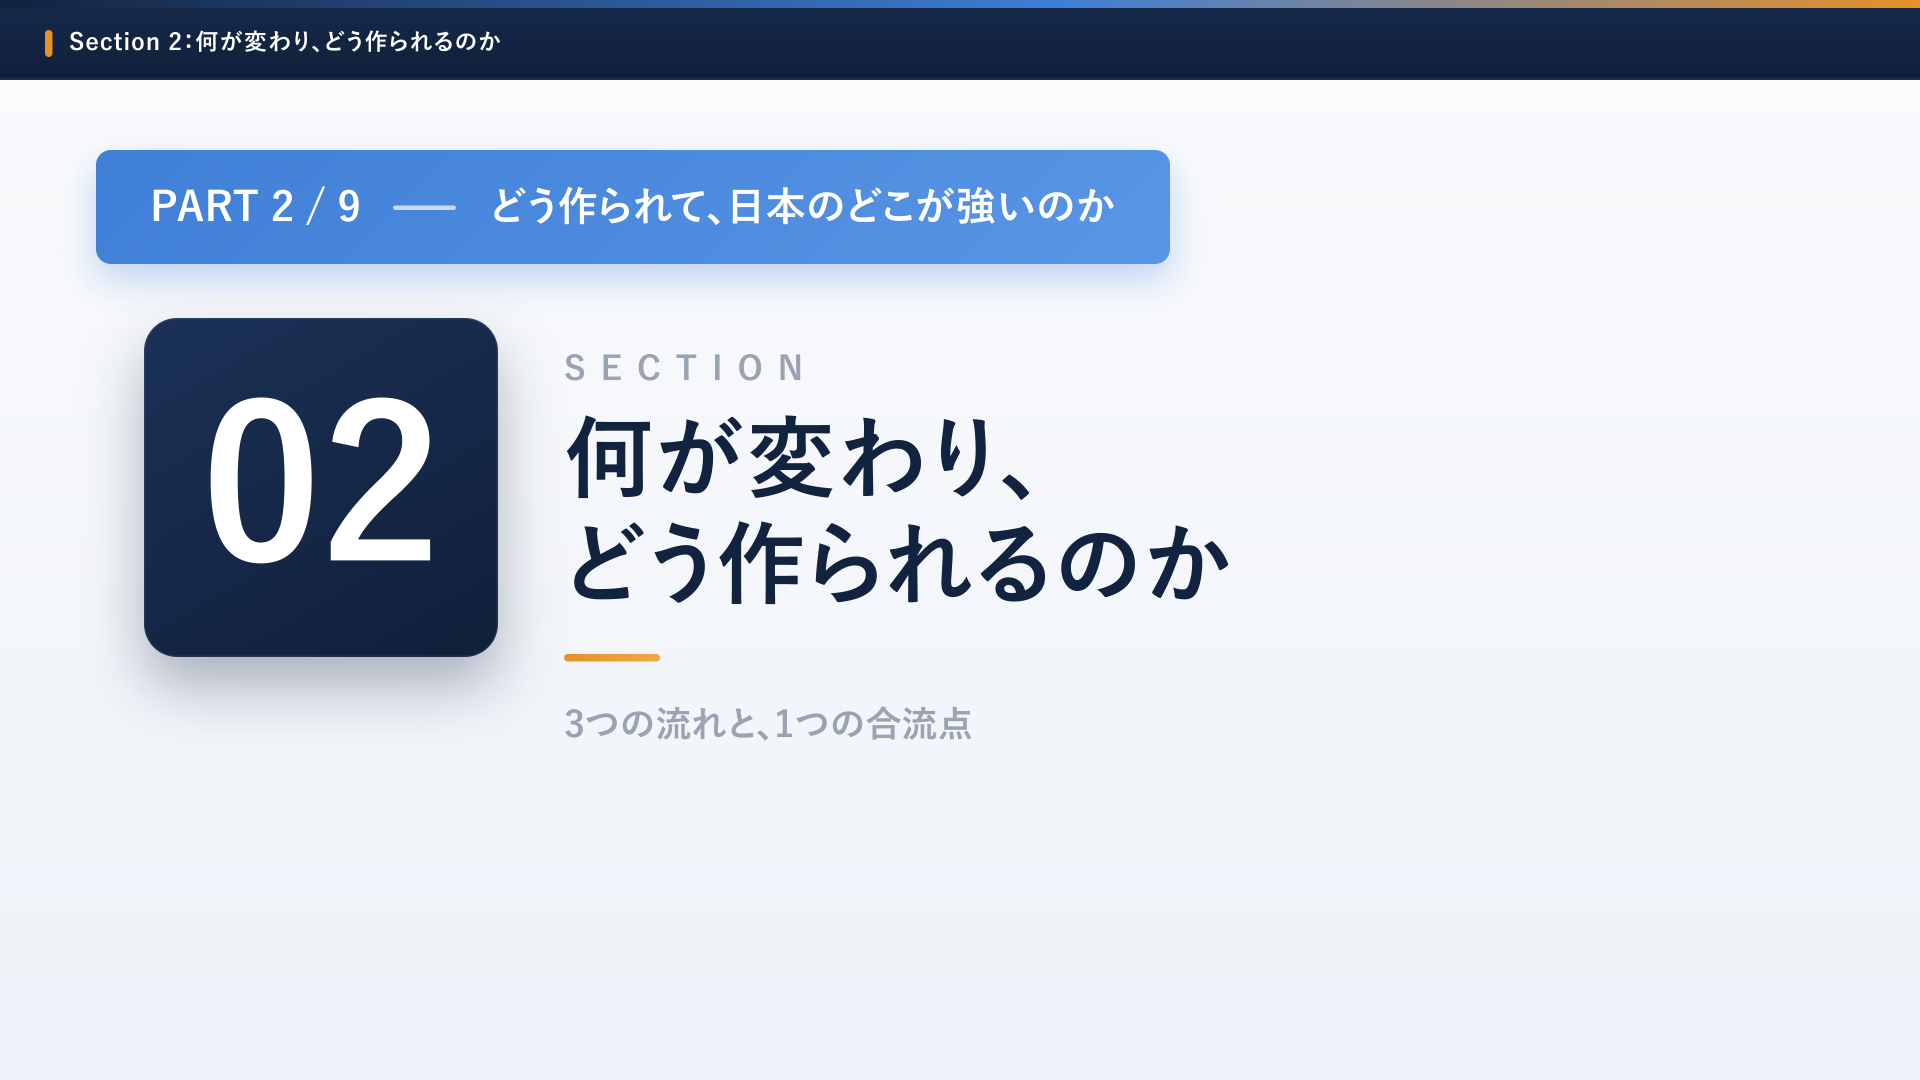 Section 2：何が変わり、どう作られるのか
PART 2 / 9 — どう作られて、日本のどこが強いのか
02
SECTION
何が変わり、
どう作られるのか
3つの流れと、1つの合流点